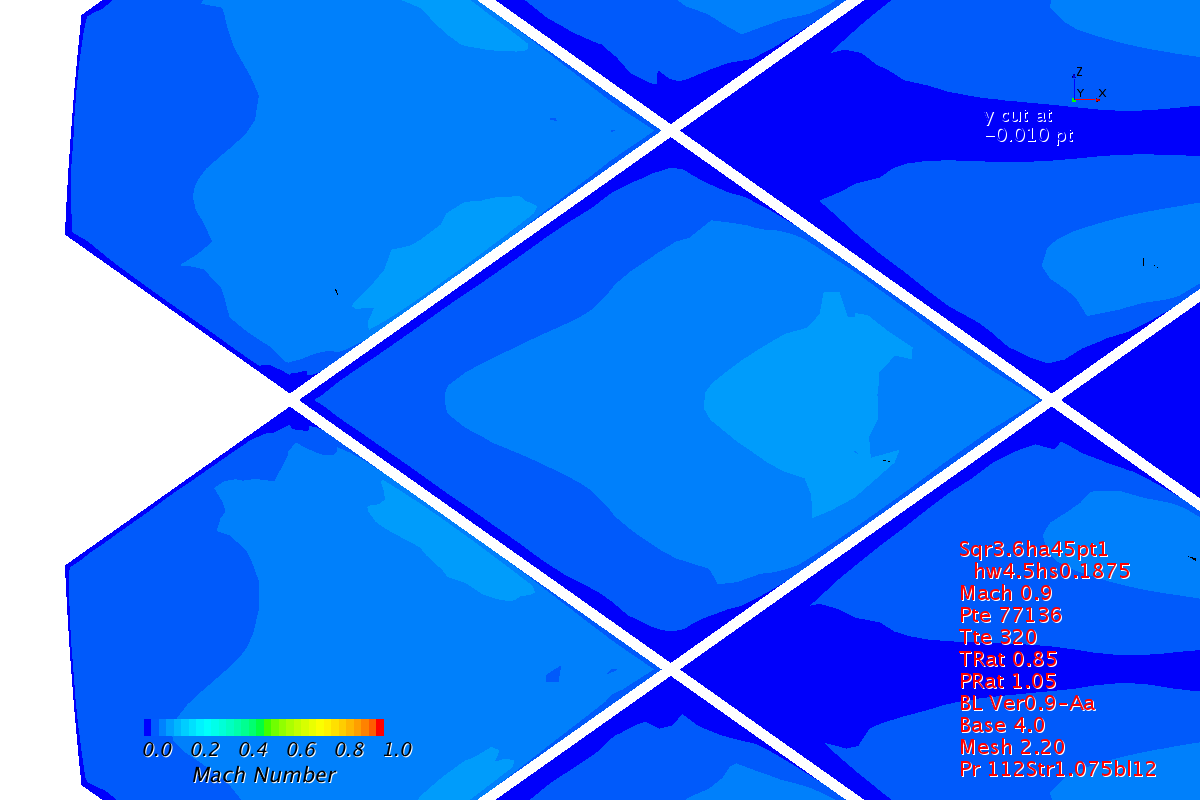 Z
Y X
y cut at
−0.010 pt
Sqr3.6ha45pt1
hw4.5hs0.1875
Mach 0.9
Pte 77136
Tte 320
TRat 0.85
PRat 1.05
BL Ver0.9−Aa
Base 4.0
Mesh 2.20
Pr 112Str1.075bl12
0.0 0.2 0.4 0.6 0.8 1.0
Mach Number